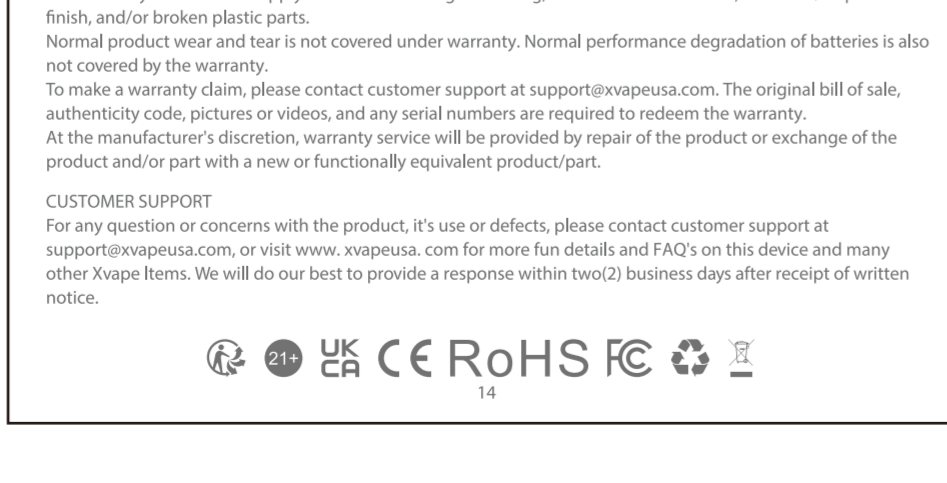 finish, and/or broken plastic parts.
Normal product wear and tear is not covered under warranty. Normal performance degradation of batteries is also
not covered by the warranty.
To make a warranty claim, please contact customer support at support@xvapeusa.com. The original bill of sale,
authenticity code, pictures or videos, and any serial numbers are required to redeem the warranty.
At the manufacturer's discretion, warranty service will be provided by repair of the product or exchange of the
product and/or part with a new or functionally equivalent product/part.
CUSTOMER SUPPORT
For any question or concerns with the product, it's use or defects, please contact customer support at
support@xvapeusa.com, or visit www. xvapeusa. com for more fun details and FAQ's on this device and many
other Xvape Items. We will do our best to provide a response within two(2) business days after receipt of written
notice.
21+ UK CA CE RoHS FC
14